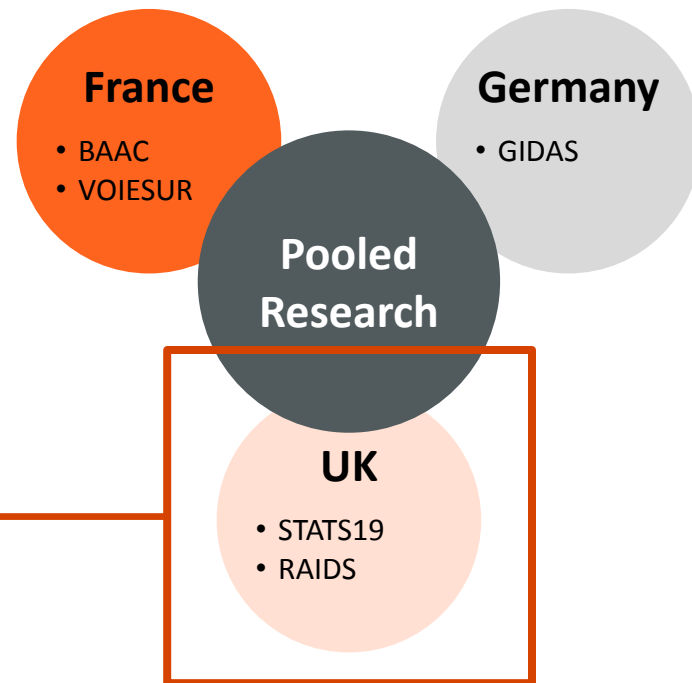 France
• BAAC
• VOIESUR
Germany
• GIDAS
Pooled
Research
UK
• STATS19
• RAIDS